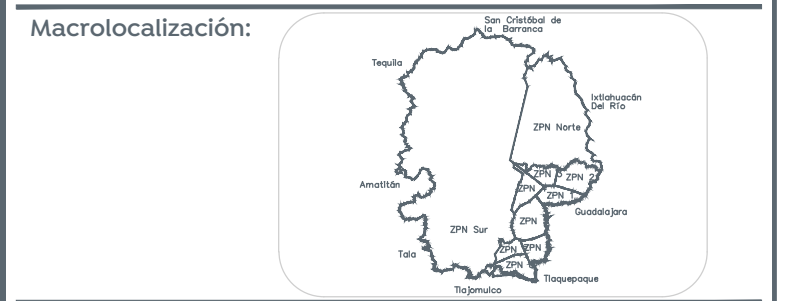 Macrolocalización:
San Cristóbal de
la Barranca
Tequila
Ixtlahuacán
Del Río
ZPN Norte
ZPN
ZPN 2
Amatitán
ZPN
ZPN 1
Guadalajara
ZPN
ZPN Sur
ZPN
ZPN
Tala
ZPN
Tlaquepaque
Tlajomulco